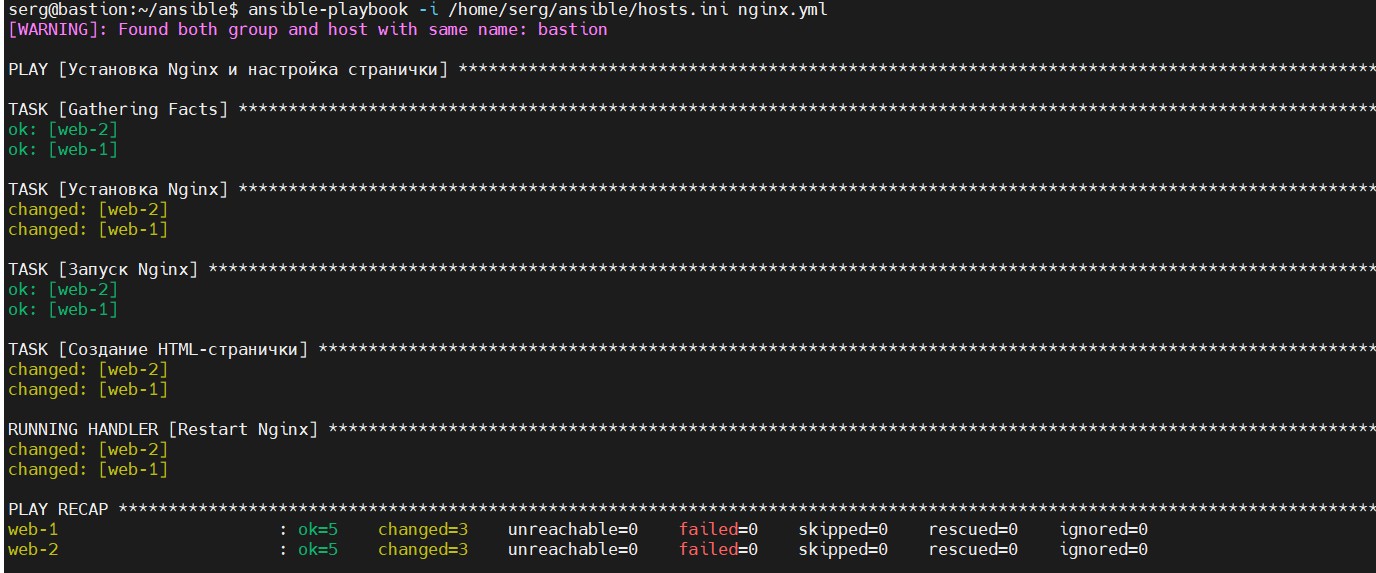 serg@bastion:~/ansible$ ansible-playbook -i /home/serg/ansible/hosts.ini nginx.yml
[WARNING]: Found both group and host with same name: bastion
PLAY [Установка Nginx и настройка странички] ********************************************************************************************
TASK [Gathering Facts] ******************************************************************************************************************
ok: [web-2]
ok: [web-1]
TASK [Установка Nginx] ******************************************************************************************************************
changed: [web-2]
changed: [web-1]
TASK [Запуск Nginx] *********************************************************************************************************************
ok: [web-2]
ok: [web-1]
TASK [Создание HTML-странички] **********************************************************************************************************
changed: [web-2]
changed: [web-1]
RUNNING HANDLER [Restart Nginx] *********************************************************************************************************
changed: [web-2]
changed: [web-1]
PLAY RECAP ******************************************************************************************************************************
web-1                      : ok=5    changed=3    unreachable=0    failed=0    skipped=0    rescued=0    ignored=0
web-2                      : ok=5    changed=3    unreachable=0    failed=0    skipped=0    rescued=0    ignored=0